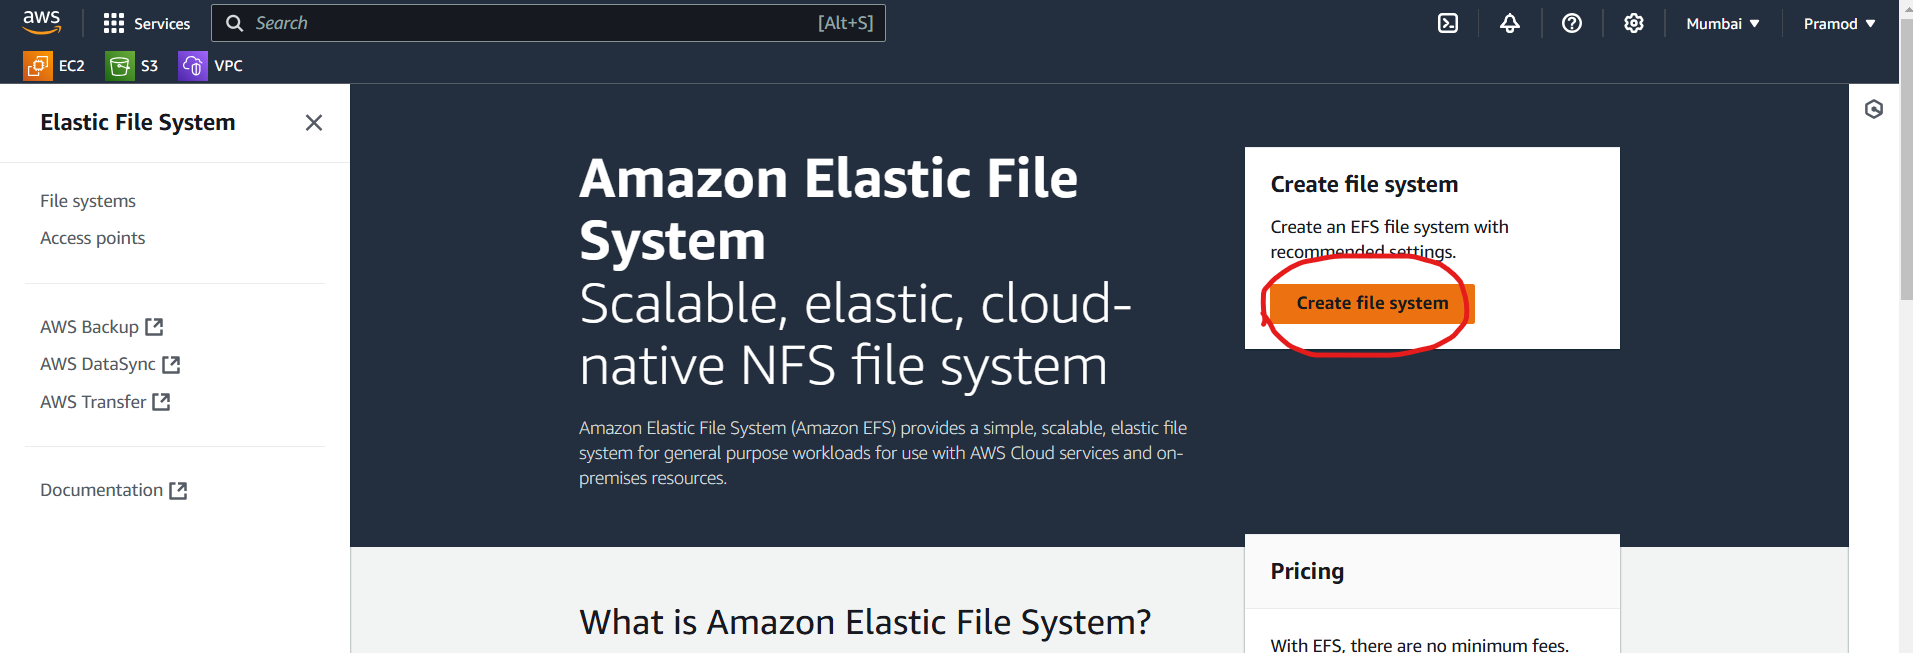 aws
Services
Search
[Alt+S]
Mumbai
Pramod
EC2
S3
VPC
Elastic File System
File systems
Access points
AWS Backup
AWS DataSync
AWS Transfer
Documentation
Amazon Elastic File
System
Scalable, elastic, cloud-
native NFS file system
Amazon Elastic File System (Amazon EFS) provides a simple, scalable, elastic file
system for general purpose workloads for use with AWS Cloud services and on-
premises resources.
Create file system
Create an EFS file system with
recommended settings.
Create file system
What is Amazon Elastic File System?
Pricing
With EFS, there are no minimum fees.